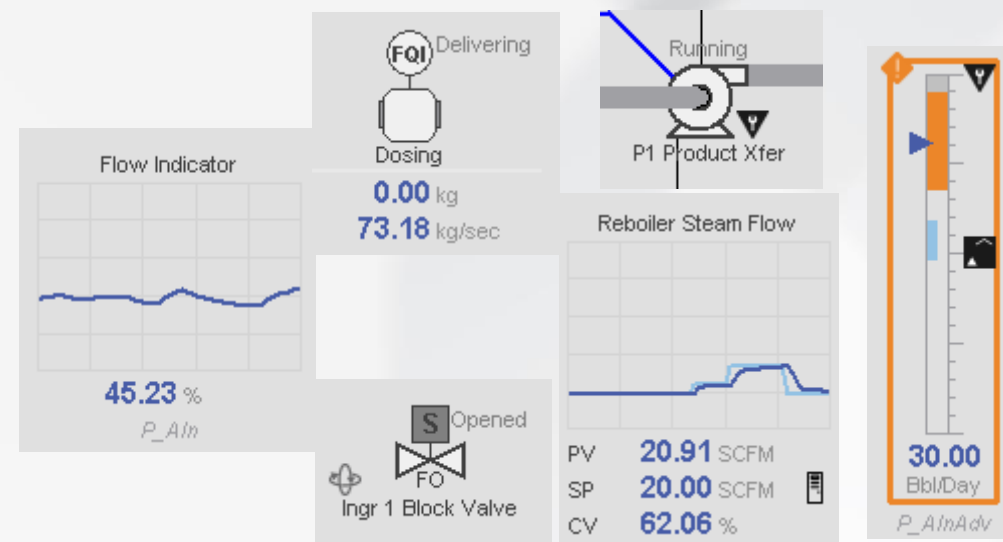 Flow Indicator
45.23 %
P_AIn
FQI
Delivering
Dosing
0.00 kg
73.18 kg/sec
S
Opened
FO
Ingr 1 Block Valve
Running
P1 Product Xfer
Reboiler Steam Flow
PV 20.91 SCFM
SP 20.00 SCFM
CV 62.06 %
!
30.00
Bbl/Day
P_AInAdv